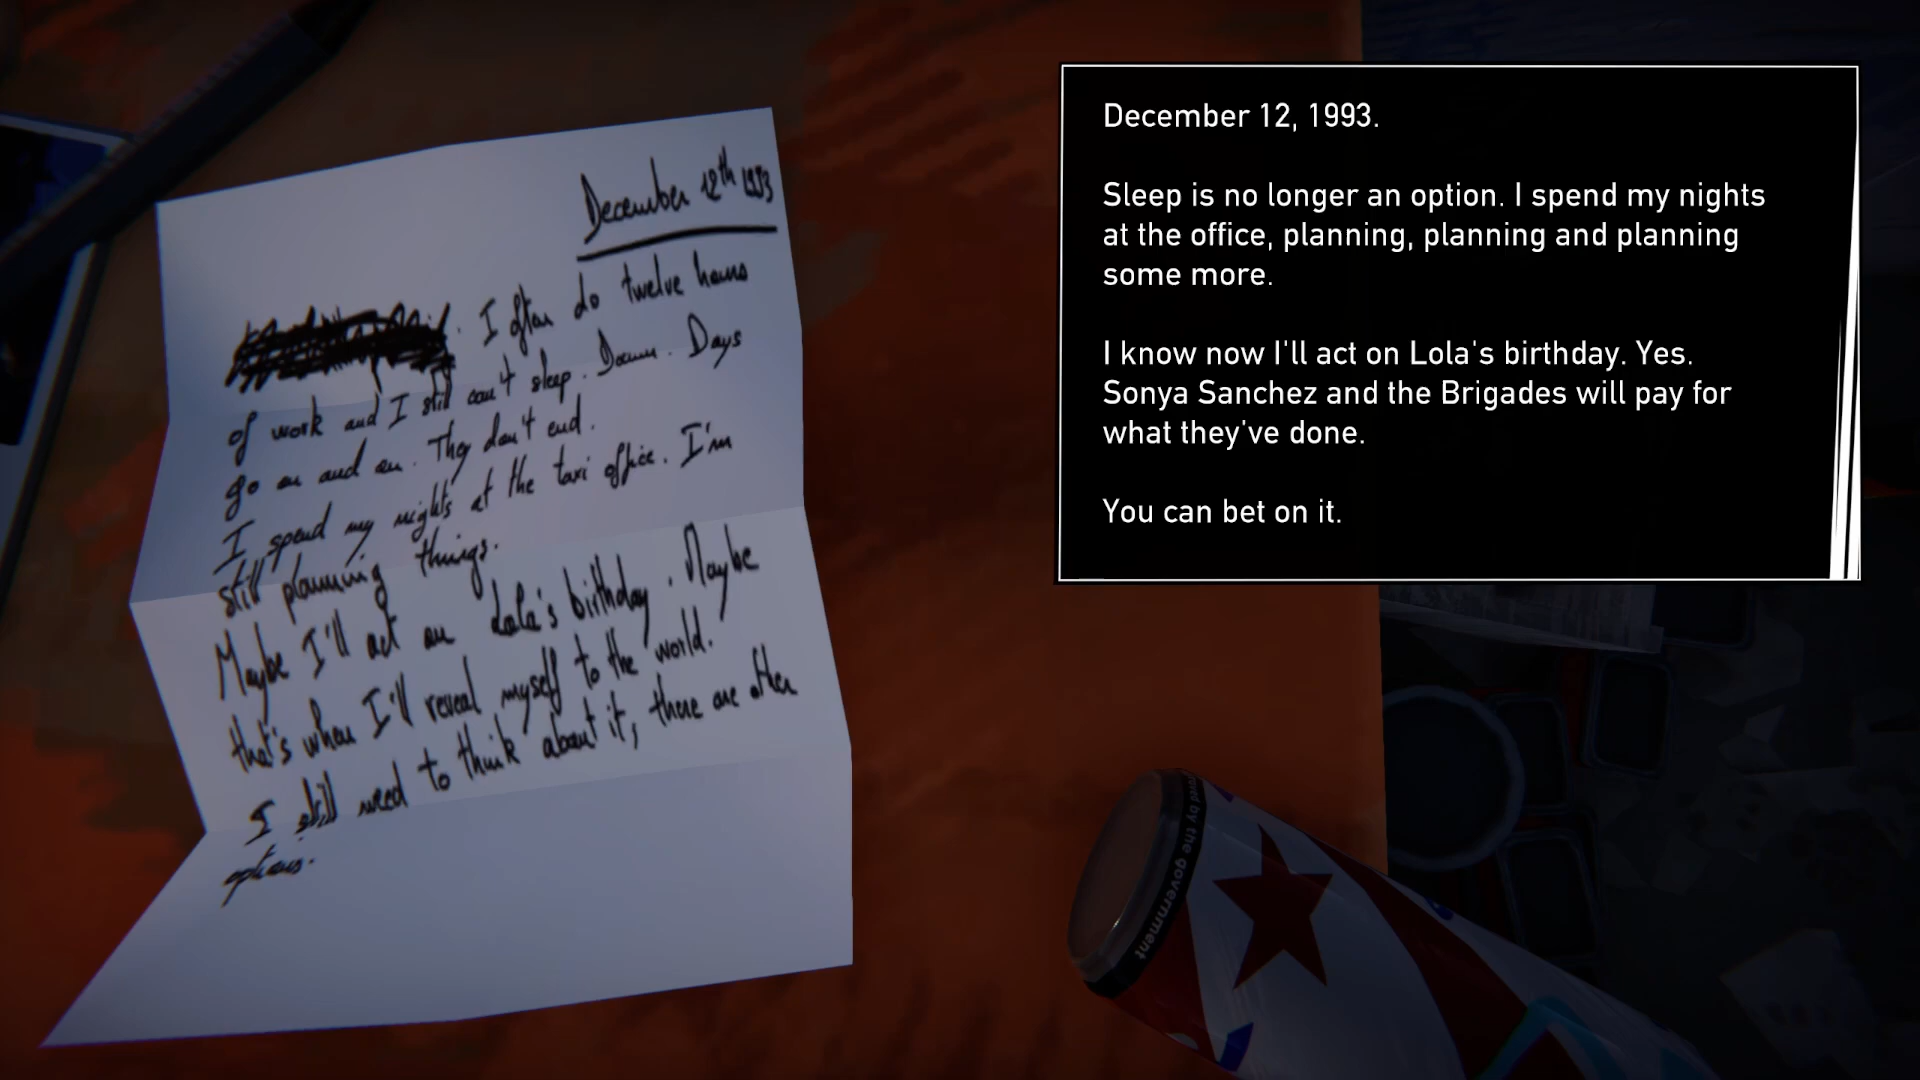 December 12th 1993
. I often do twelve hours
of work and I still can't sleep. Damn. Days
go on and on. They don't end.
I spend my nights at the taxi office. I'm
still planning things.
Maybe I'll act on Lola's birthday. Maybe
that's when I'll reveal myself to the world.
I still need to think about it, there are other
options.
December 12, 1993.
Sleep is no longer an option. I spend my nights
at the office, planning, planning and planning
some more.
I know now I'll act on Lola's birthday. Yes.
Sonya Sanchez and the Brigades will pay for
what they've done.
You can bet on it.
by the government